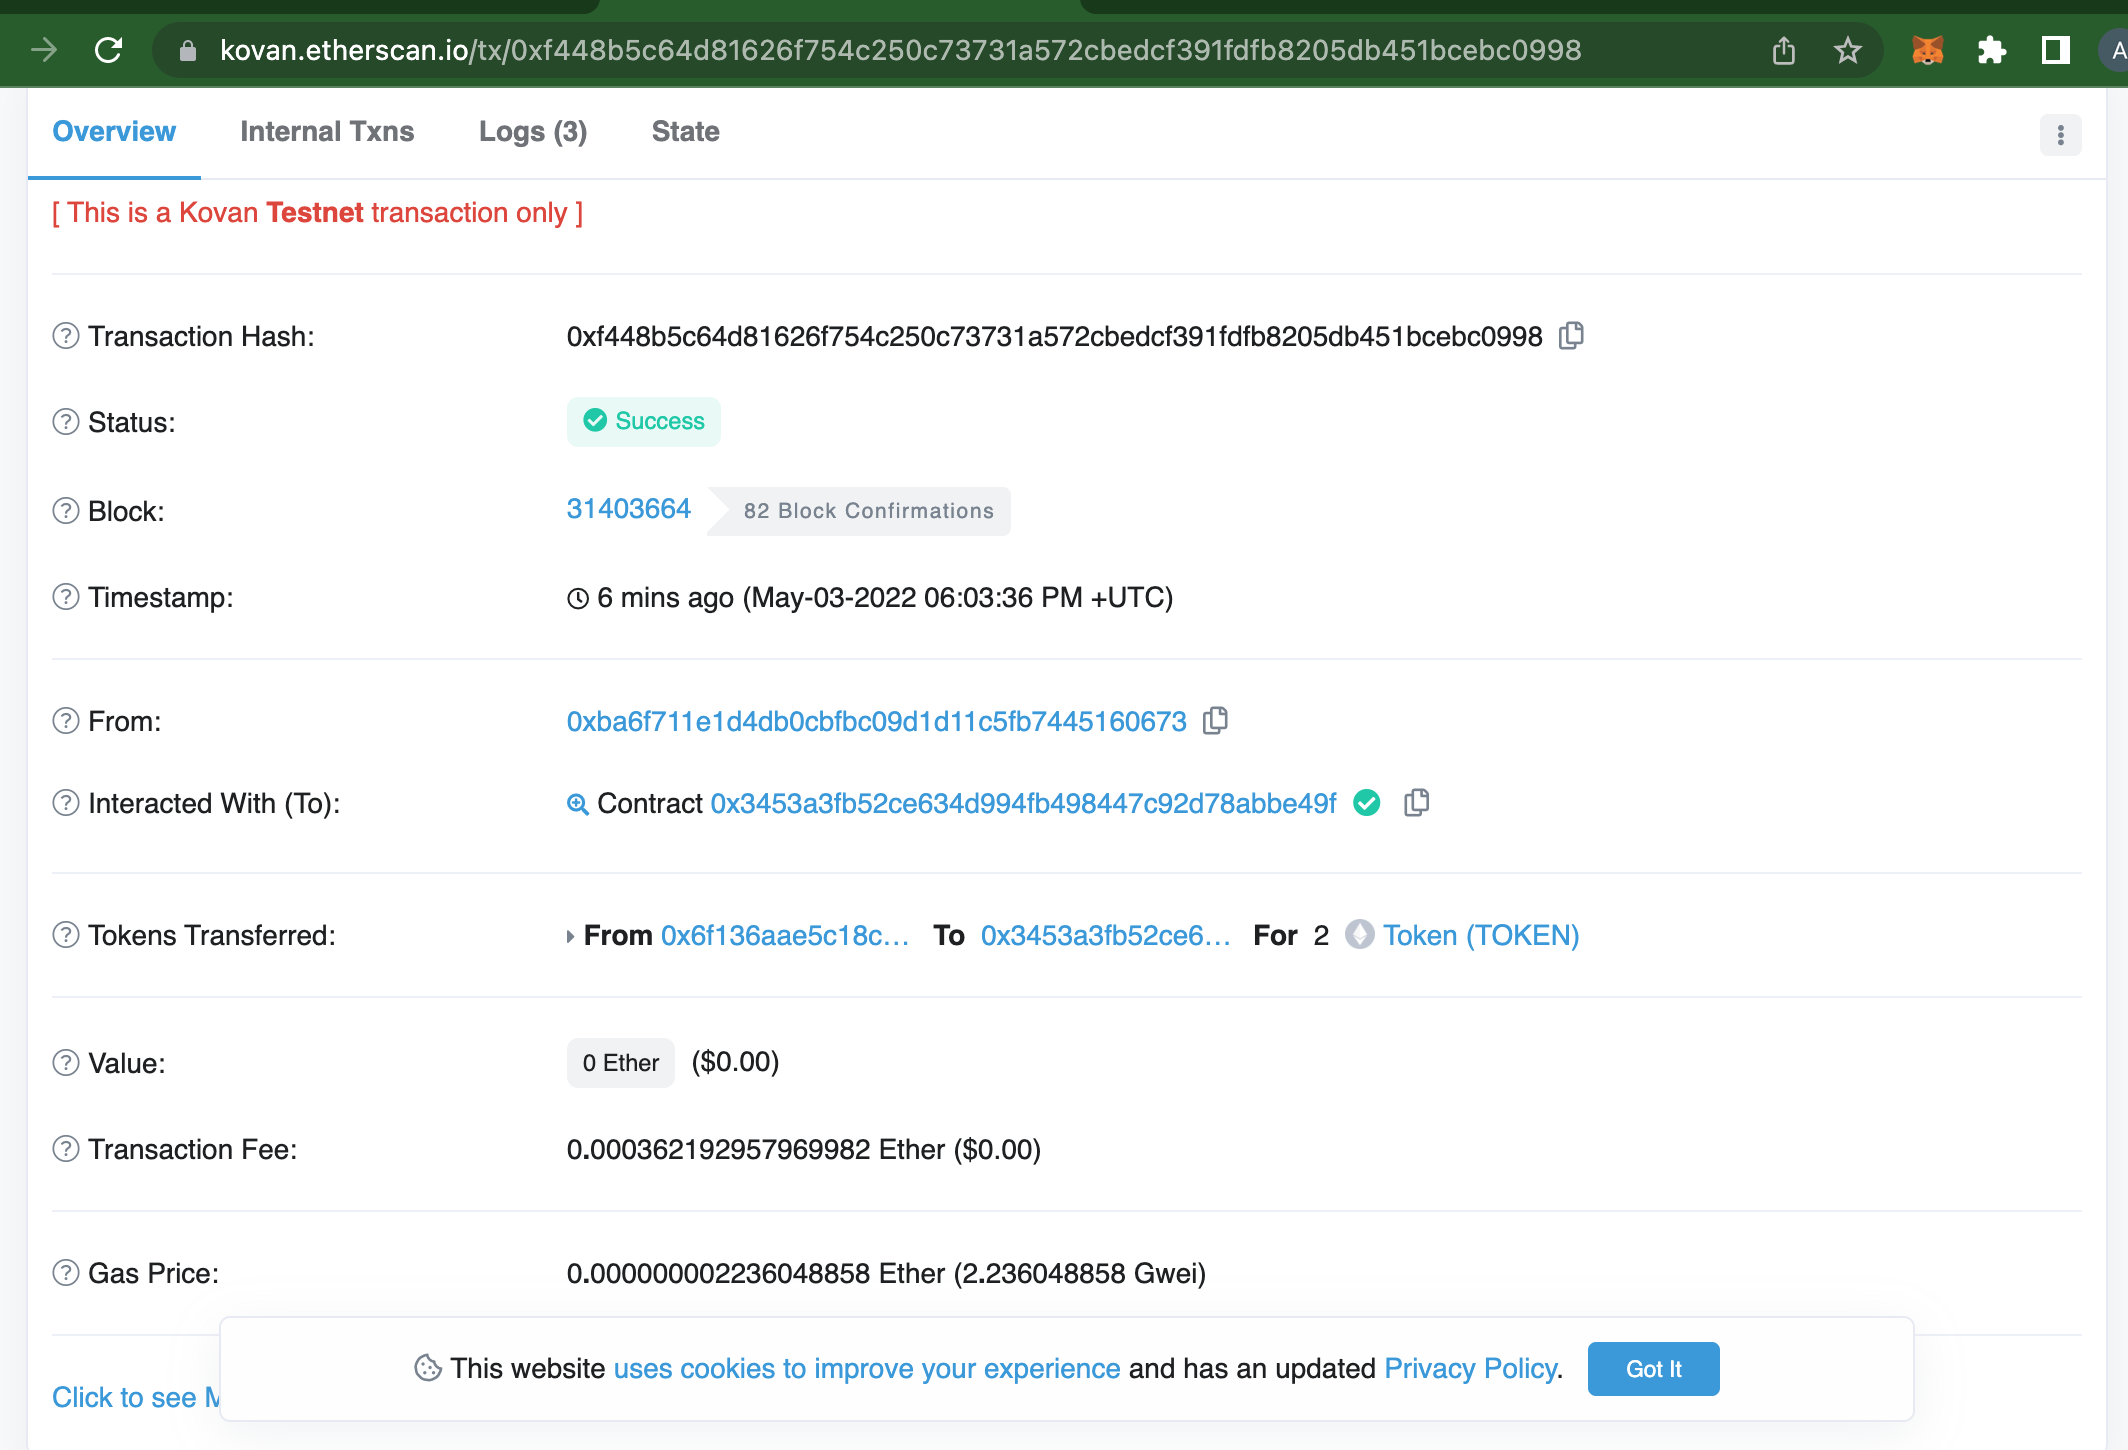 kovan.etherscan.io/tx/0xf448b5c64d81626f754c250c73731a572cbedcf391fdfb8205db451bcebc0998
A
Overview Internal Txns Logs (3) State
[ This is a Kovan Testnet transaction only ]
Transaction Hash: 0xf448b5c64d81626f754c250c73731a572cbedcf391fdfb8205db451bcebc0998
Status: Success
Block: 31403664 82 Block Confirmations
Timestamp: 6 mins ago (May-03-2022 06:03:36 PM +UTC)
From: 0xba6f711e1d4db0cbfbc09d1d11c5fb7445160673
Interacted With (To): Contract 0x3453a3fb52ce634d994fb498447c92d78abbe49f
Tokens Transferred: From 0x6f136aae5c18c... To 0x3453a3fb52ce6... For 2 Token (TOKEN)
Value: 0 Ether ($0.00)
Transaction Fee: 0.000362192957969982 Ether ($0.00)
Gas Price: 0.000000002236048858 Ether (2.236048858 Gwei)
This website uses cookies to improve your experience and has an updated Privacy Policy. Got It
Click to see